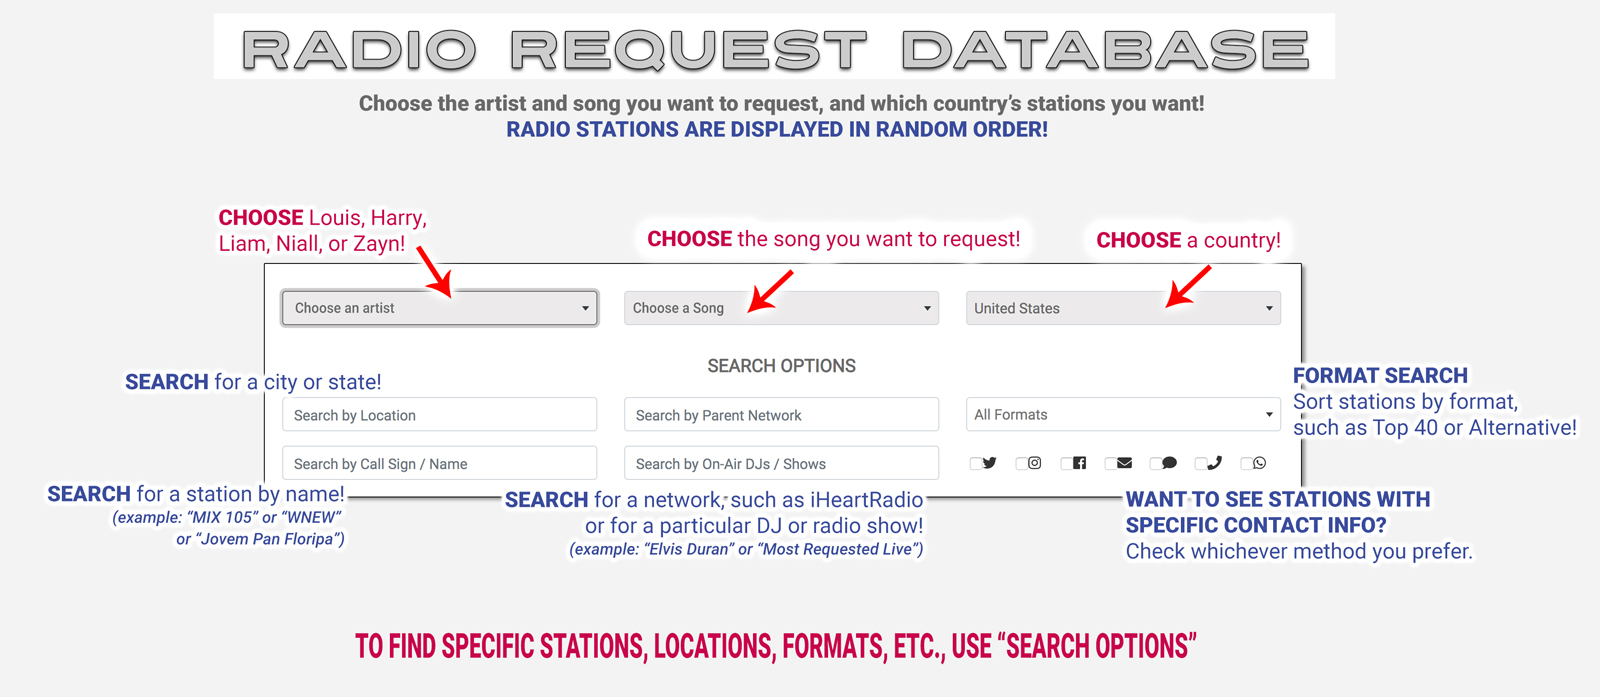 RADIO REQUEST DATABASE
Choose the artist and song you want to request, and which country's stations you want!
RADIO STATIONS ARE DISPLAYED IN RANDOM ORDER!
CHOOSE Louis, Harry,
Liam, Niall, or Zayn!
CHOOSE the song you want to request!
CHOOSE a country!
Choose an artist
Choose a Song
United States
SEARCH OPTIONS
SEARCH for a city or state!
FORMAT SEARCH
Sort stations by format,
such as Top 40 or Alternative!
Search by Location
Search by Parent Network
All Formats
Search by Call Sign / Name
Search by On-Air DJs / Shows
SEARCH for a station by name!
(example: “MIX 105” or “WNEW”
or “Jovem Pan Floripa”)
SEARCH for a network, such as iHeartRadio
or for a particular DJ or radio show!
(example: “Elvis Duran” or “Most Requested Live”)
WANT TO SEE STATIONS WITH
SPECIFIC CONTACT INFO?
Check whichever method you prefer.
TO FIND SPECIFIC STATIONS, LOCATIONS, FORMATS, ETC., USE “SEARCH OPTIONS”